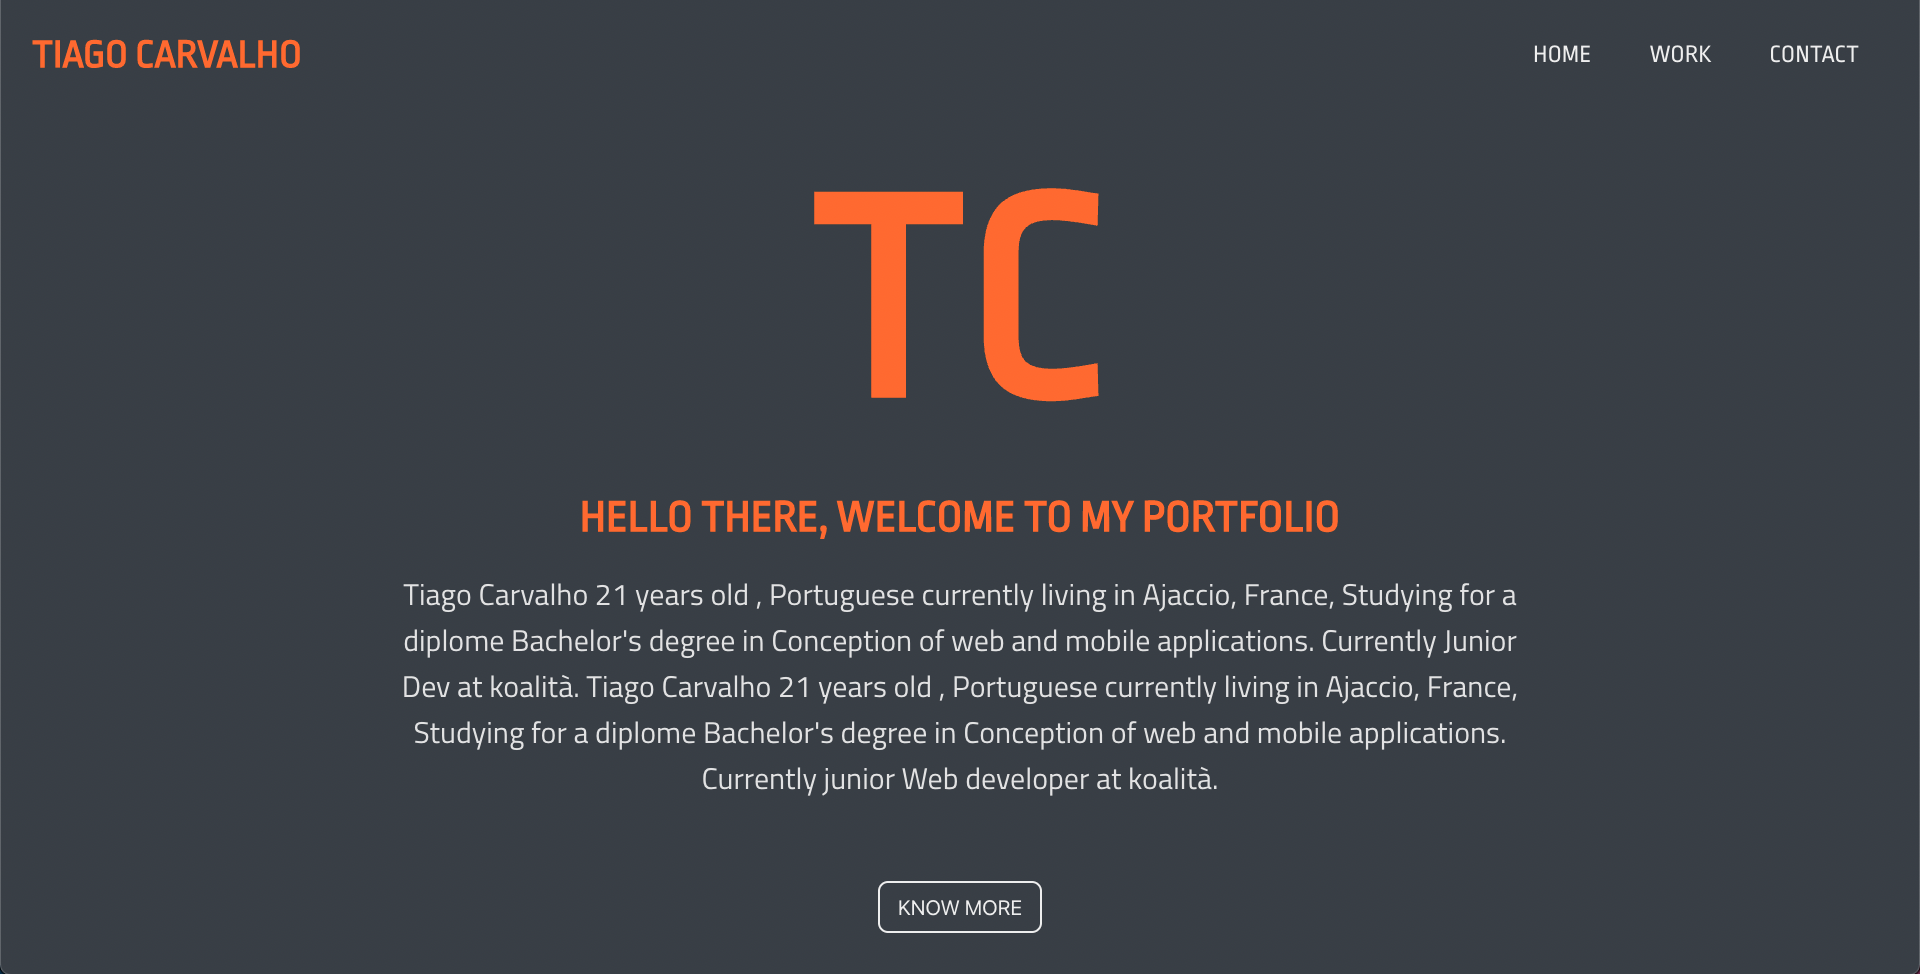 TIAGO CARVALHO
HOME WORK CONTACT
TC
HELLO THERE, WELCOME TO MY PORTFOLIO
Tiago Carvalho 21 years old , Portuguese currently living in Ajaccio, France, Studying for a
diplome Bachelor's degree in Conception of web and mobile applications. Currently Junior
Dev at koalità. Tiago Carvalho 21 years old , Portuguese currently living in Ajaccio, France,
Studying for a diplome Bachelor's degree in Conception of web and mobile applications.
Currently junior Web developer at koalità.
KNOW MORE